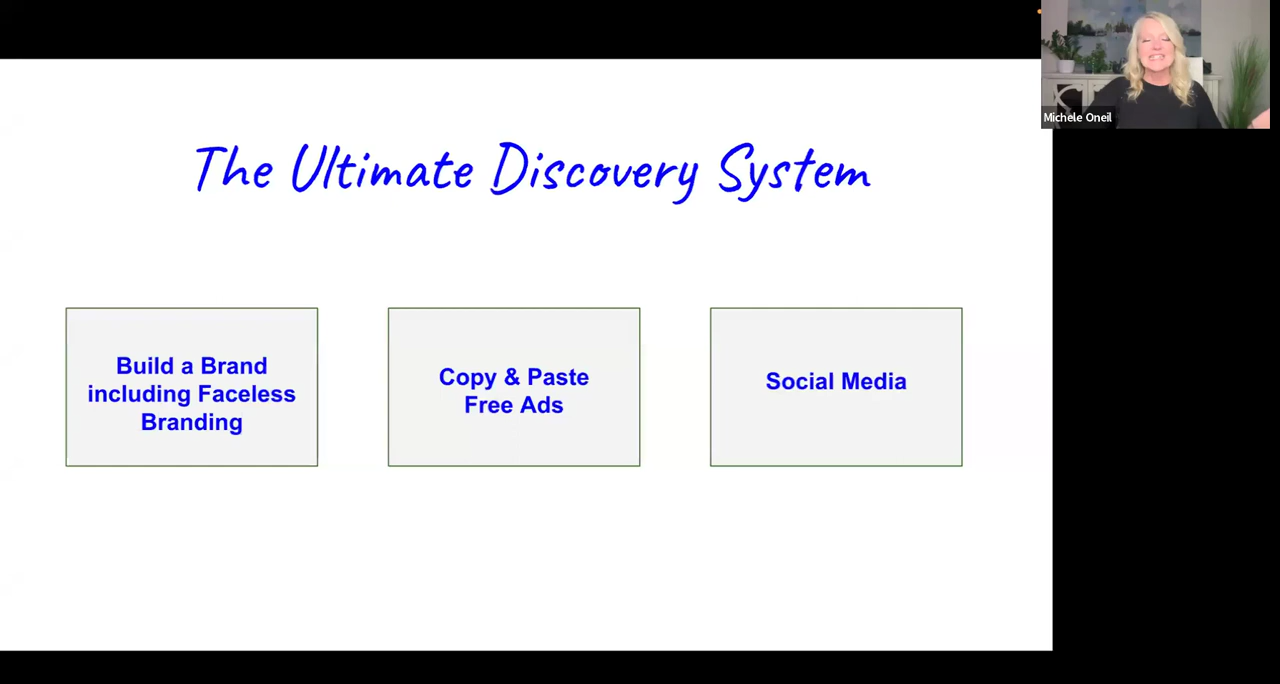 Michele Oneil
The Ultimate Discovery System
Build a Brand
including Faceless
Branding
Copy & Paste
Free Ads
Social Media